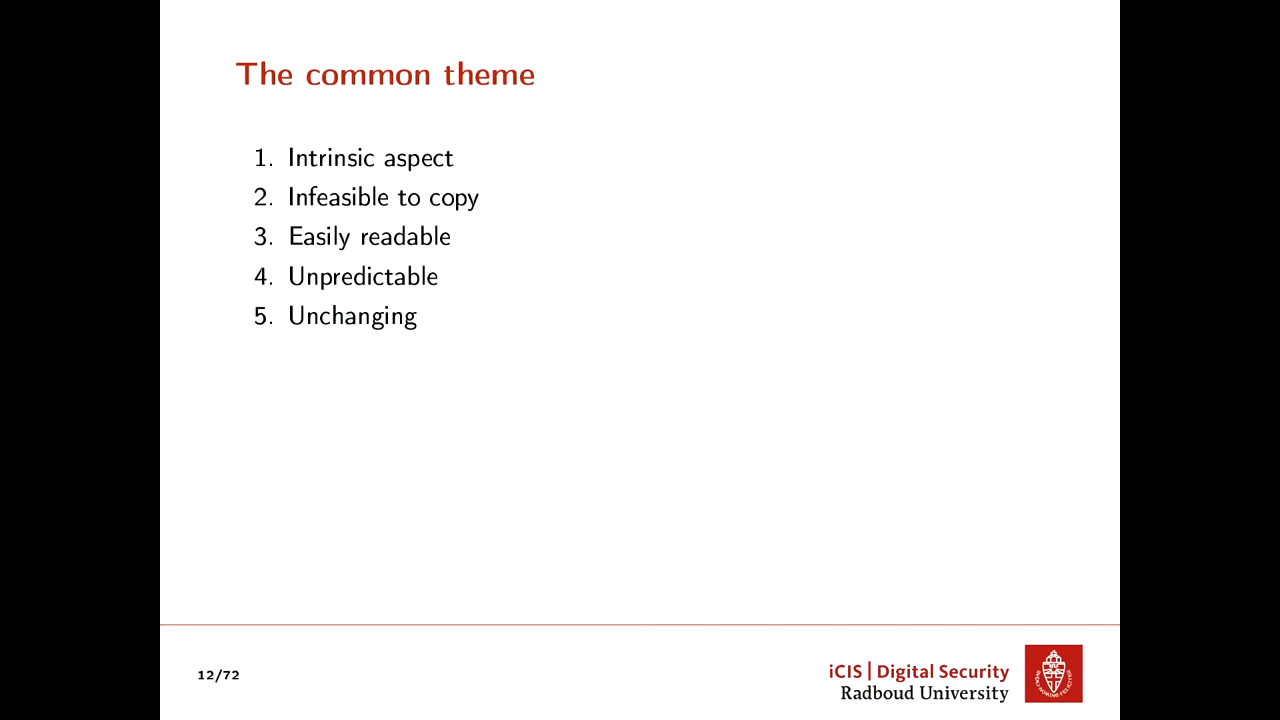 The common theme
1. Intrinsic aspect
2. Infeasible to copy
3. Easily readable
4. Unpredictable
5. Unchanging
12/72
iCIS | Digital Security
Radboud University